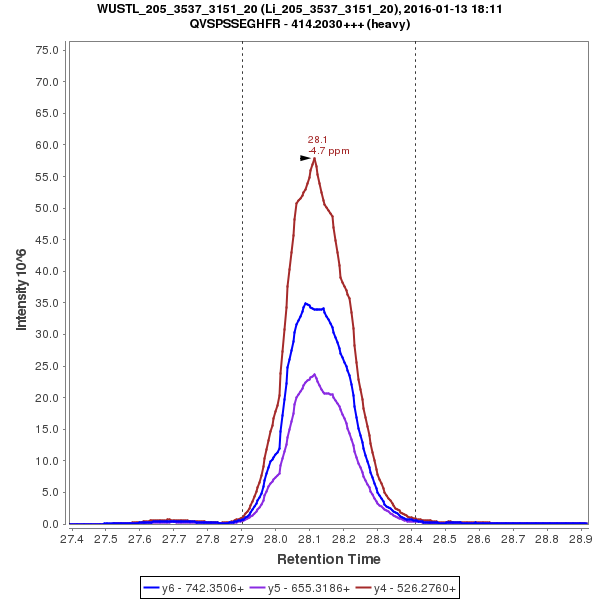 WUSTL_205_3537_3151_20 (Li_205_3537_3151_20), 2016-01-13 18:11
QVSPSSEGHFR - 414.2030+++ (heavy)
75.0
70.0
65.0
60.0
55.0
50.0
45.0
40.0
35.0
30.0
25.0
20.0
15.0
10.0
5.0
0.0
Intensity 10^6
28.1
-4.7 ppm
27.4 27.5 27.6 27.7 27.8 27.9 28.0 28.1 28.2 28.3 28.4 28.5 28.6 28.7 28.8 28.9
Retention Time
y6 - 742.3506+ y5 - 655.3186+ y4 - 526.2760+